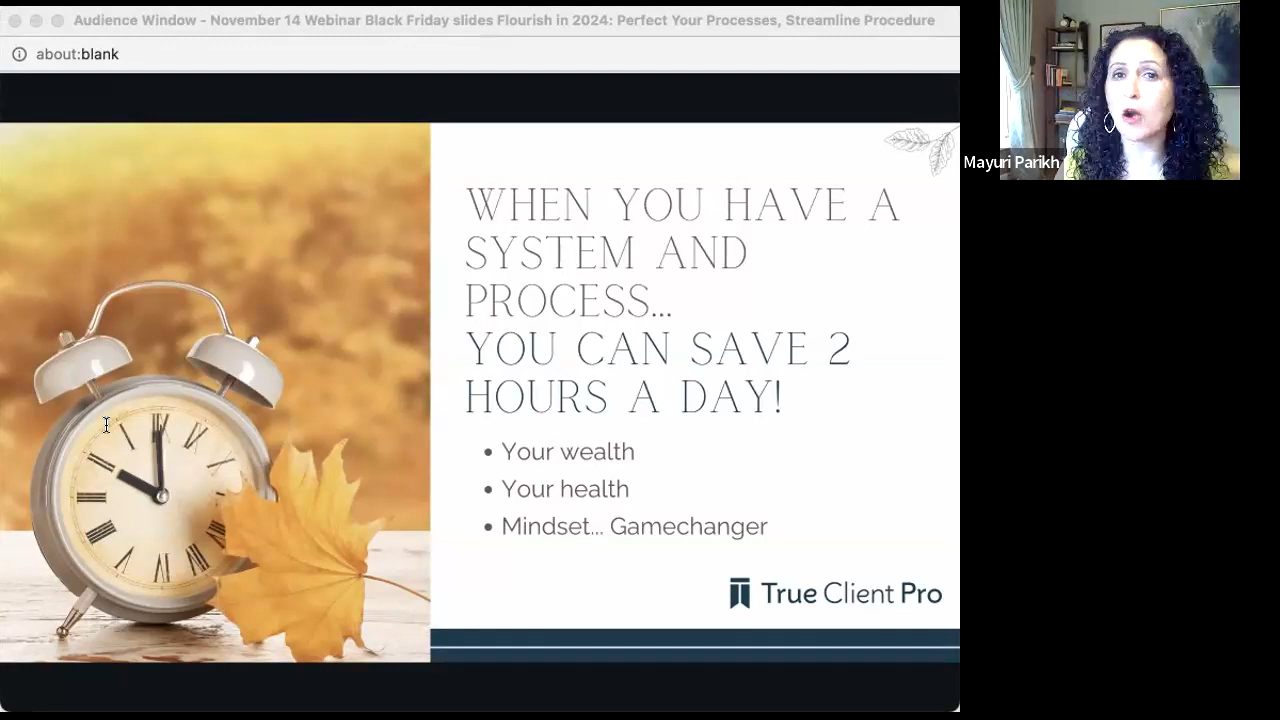 Audience Window - November 14 Webinar Black Friday slides Flourish in 2024: Perfect Your Processes, Streamline Procedure
about:blank
WHEN YOU HAVE A
SYSTEM AND
PROCESS...
YOU CAN SAVE 2
HOURS A DAY!
• Your wealth
• Your health
• Mindset... Gamechanger
True Client Pro
Mayuri Parikh